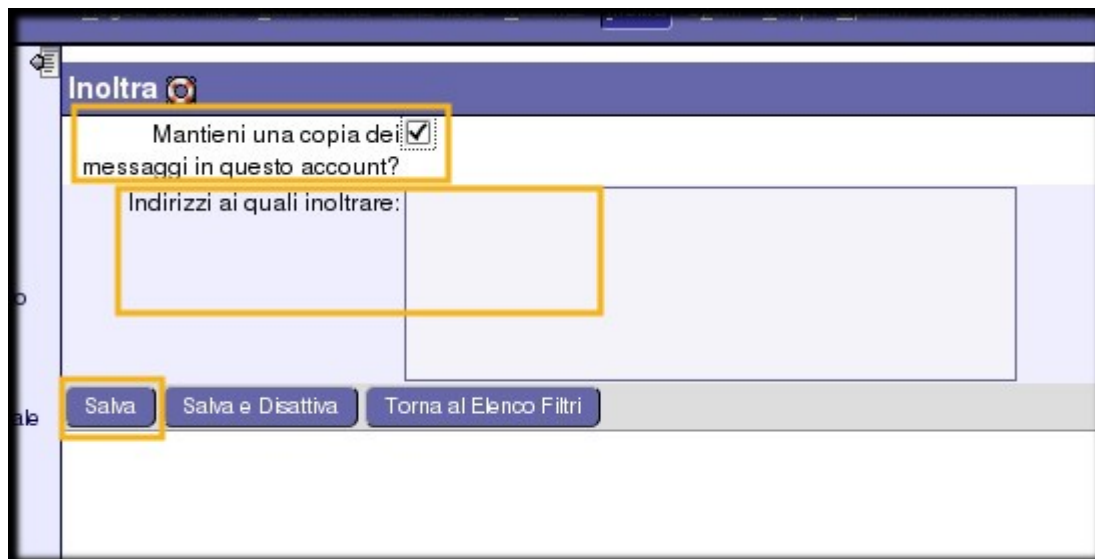 Inoltra
Mantieni una copia dei
messaggi in questo account?
Indirizzi ai quali inoltrare:
Salva
Salva e Disattiva
Torna al Elenco Filtri